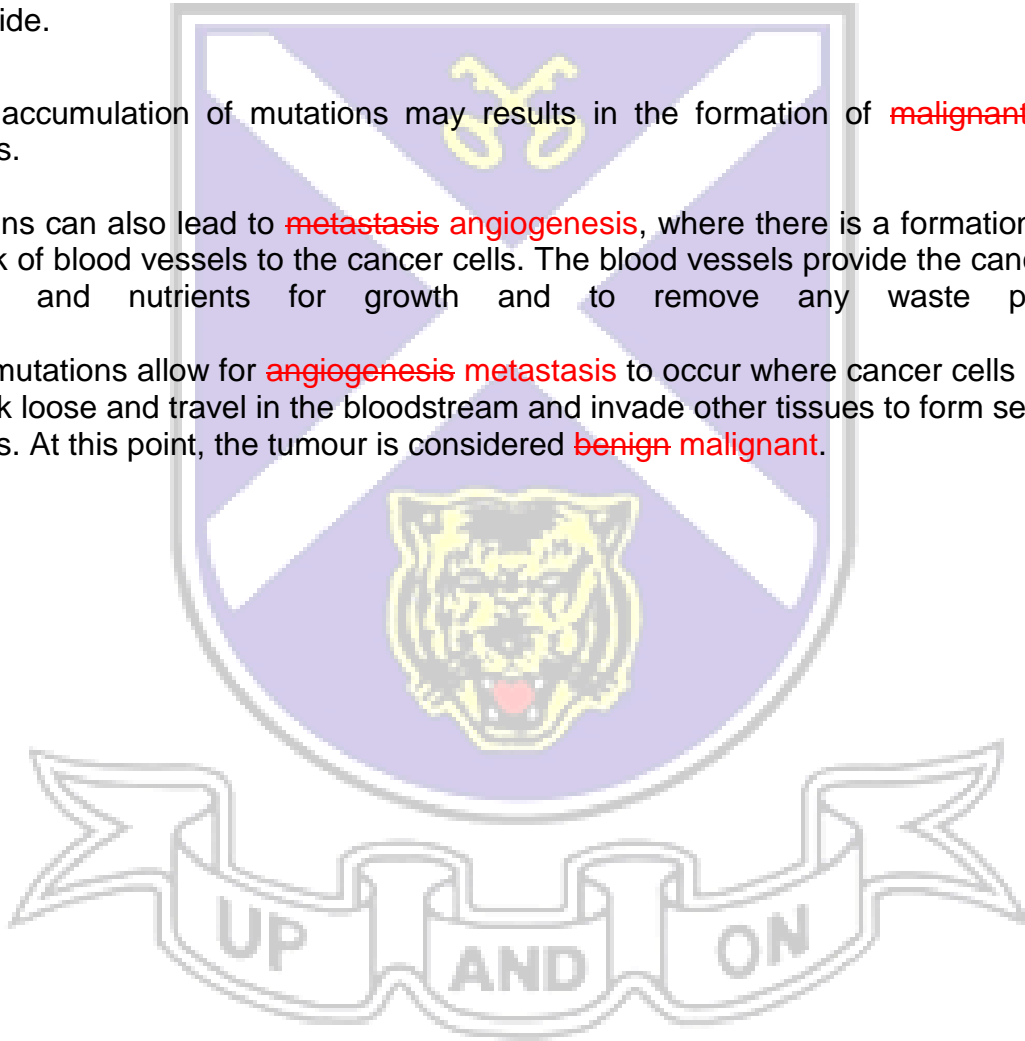 ide.
accumulation of mutations may results in the formation of malignant
s.
ns can also lead to metastasis angiogenesis, where there is a formation
k of blood vessels to the cancer cells. The blood vessels provide the canc
and nutrients for growth and to remove any waste p
mutations allow for angiogenesis metastasis to occur where cancer cells
k loose and travel in the bloodstream and invade other tissues to form se
s. At this point, the tumour is considered benign malignant.
UP AND ON